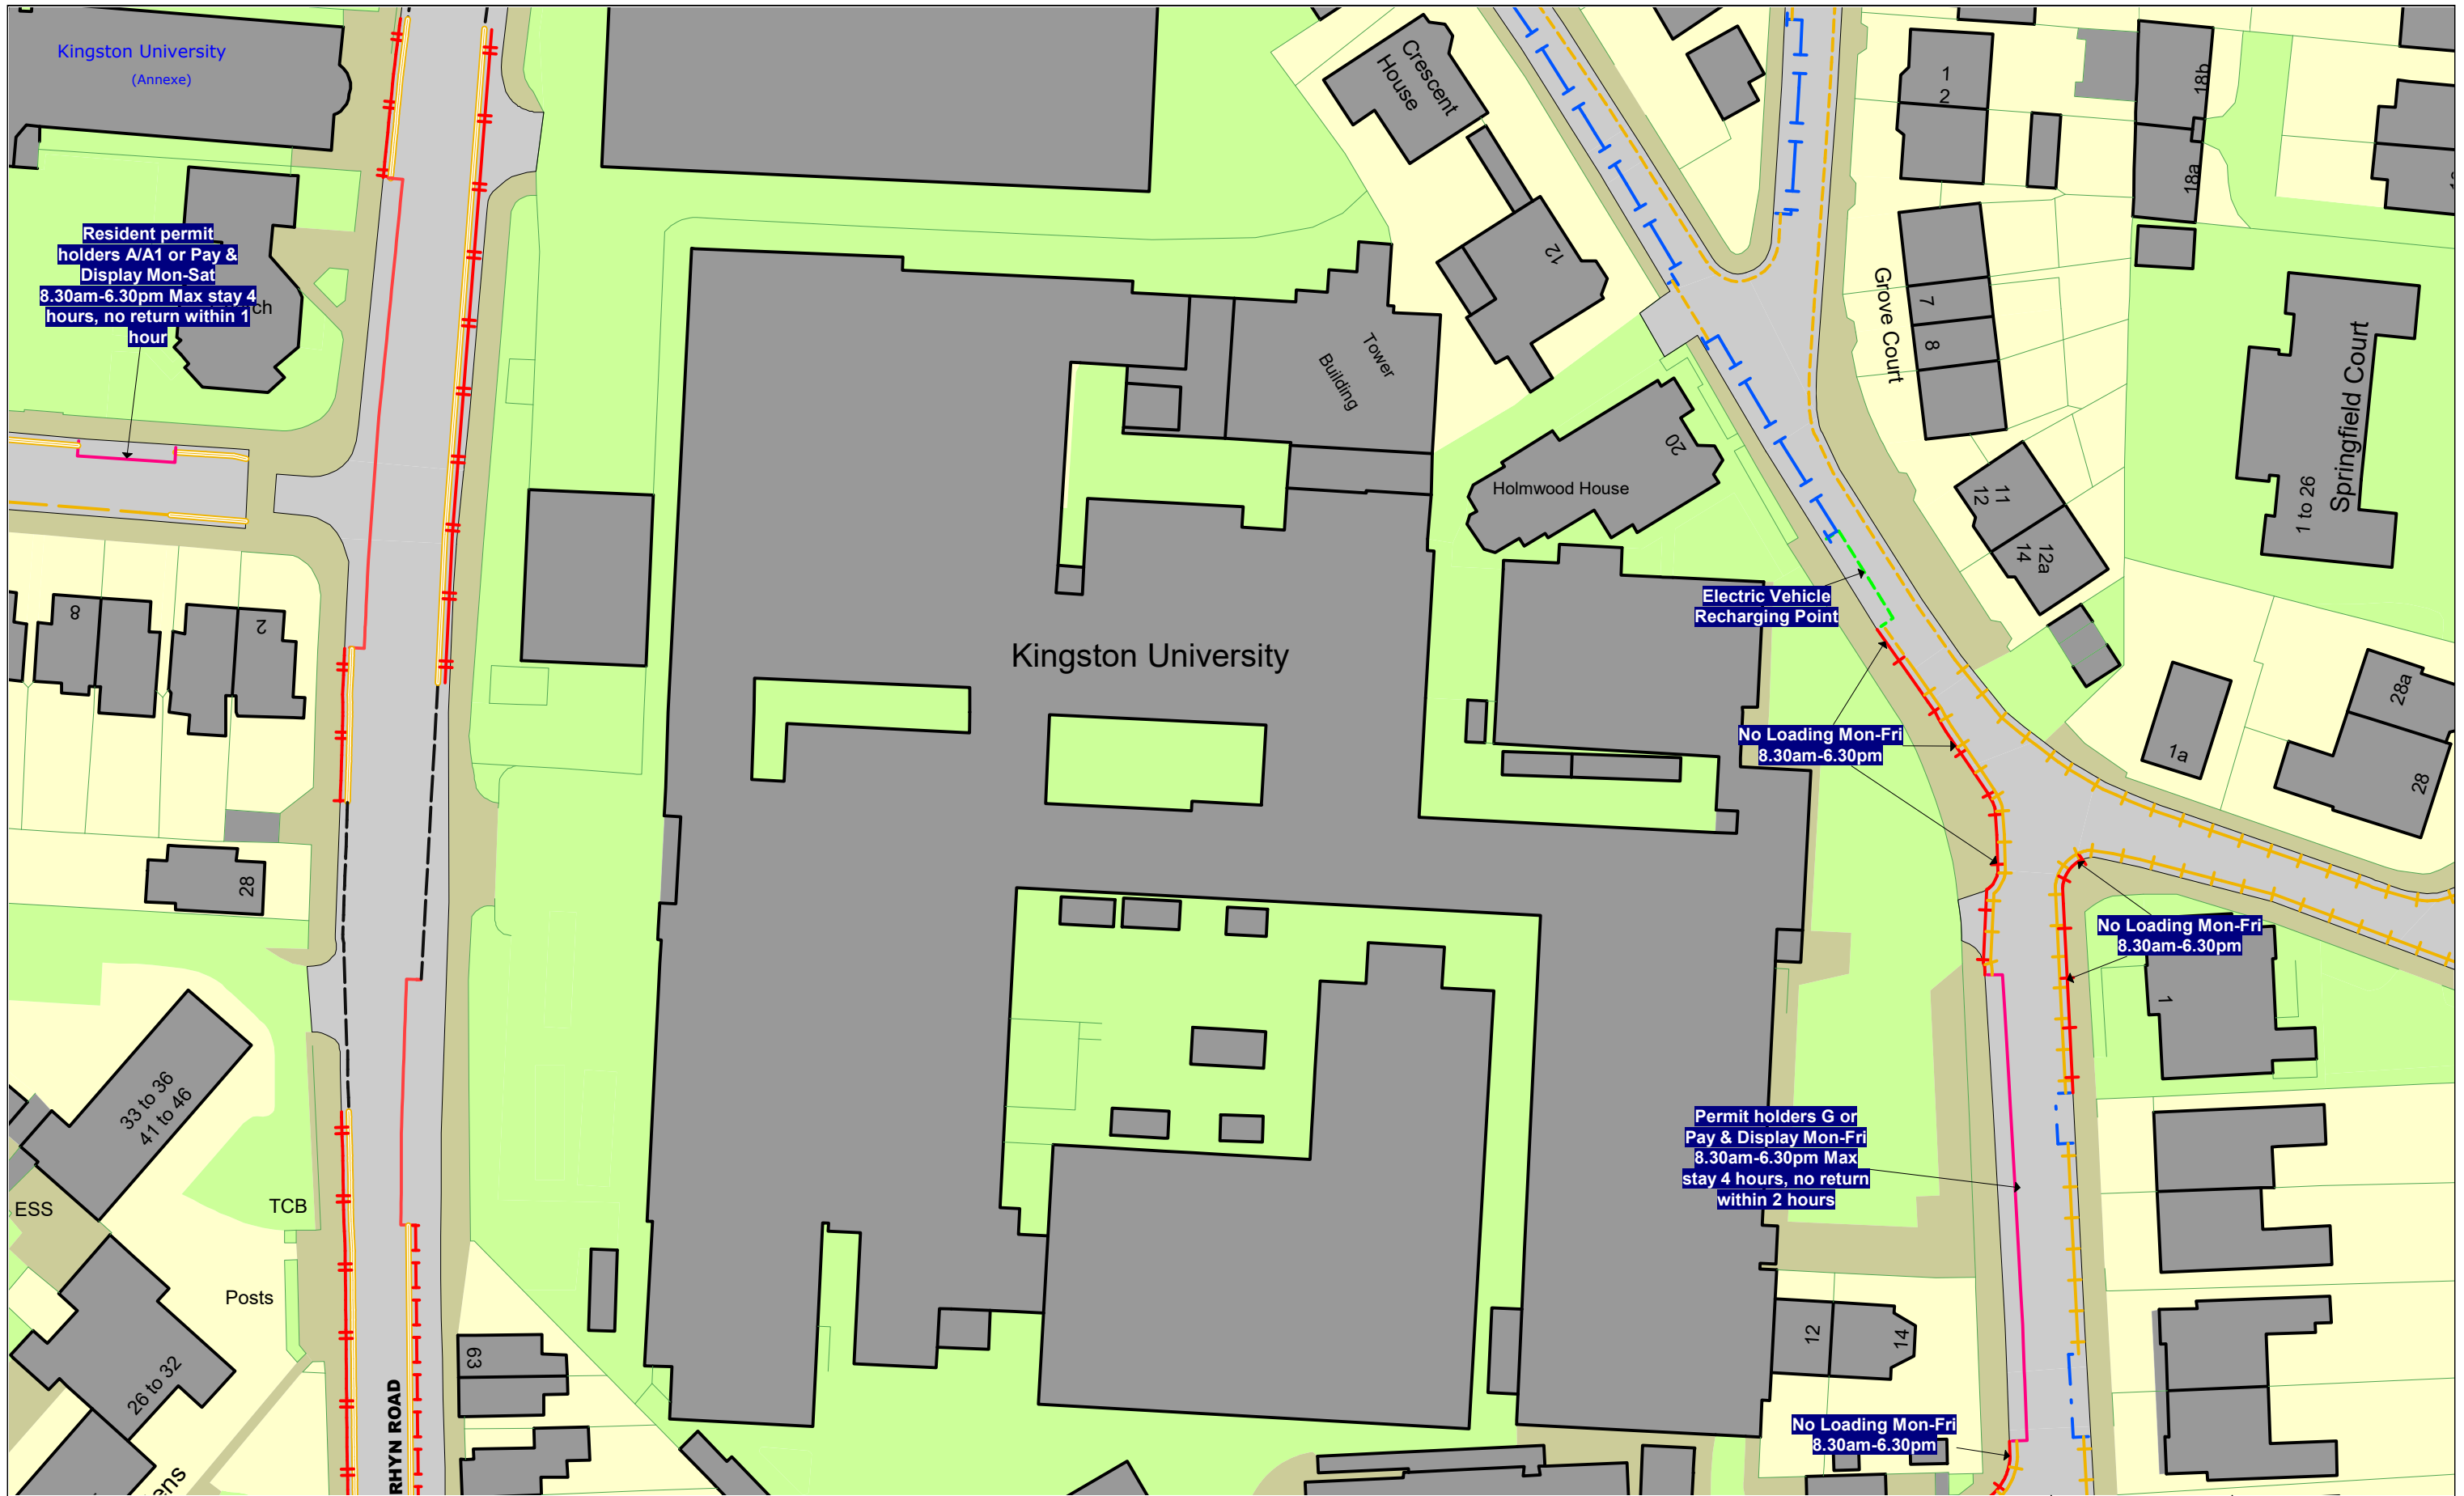 Kingston University
(Annexe)
Resident permit
holders A/A1 or Pay &
Display Mon-Sat
8.30am-6.30pm Max stay 4
hours, no return within 1
hour
ch
Crescent
House
12
Tower
Building
20
Holmwood House
1
2
18b
18a
Grove Court
7
8
11
12
12a
14
Springfield Court
1 to 26
8
2
Kingston University
Electric Vehicle
Recharging Point
No Loading Mon-Fri
8.30am-6.30pm
1a
28a
28
28
No Loading Mon-Fri
8.30am-6.30pm
1
33 to 36
41 to 46
ESS
TCB
Posts
26 to 32
63
RHYN ROAD
ens
Permit holders G or
Pay & Display Mon-Fri
8.30am-6.30pm Max
stay 4 hours, no return
within 2 hours
12
14
No Loading Mon-Fri
8.30am-6.30pm